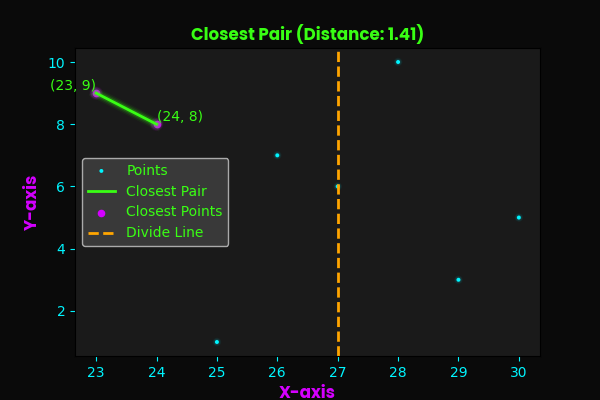 Closest Pair (Distance: 1.41)
10
(23, 9)
8
(24, 8)
6
4
2
Y-axis
Points
Closest Pair
Closest Points
Divide Line
23 24 25 26 27 28 29 30
X-axis